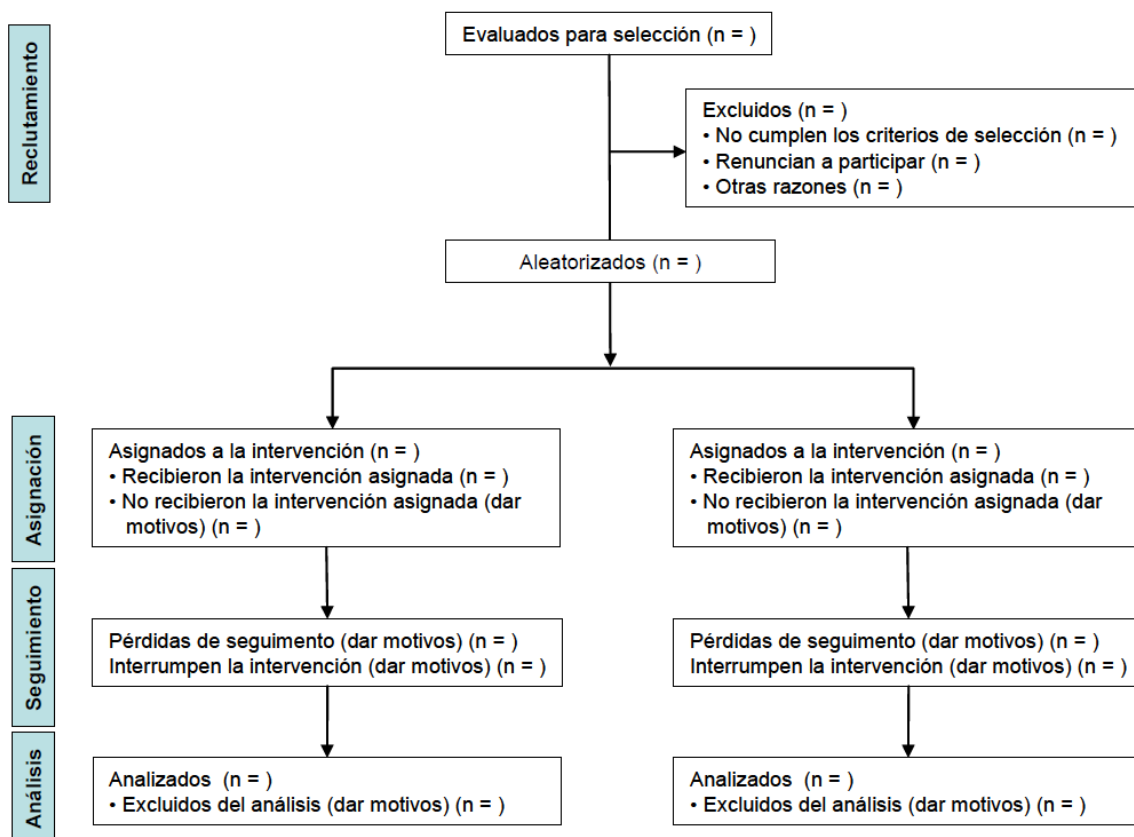 Reclutamiento
Evaluados para selección (n = )
Excluidos (n = )
• No cumplen los criterios de selección (n = )
• Renuncian a participar (n = )
• Otras razones (n = )
Aleatorizados (n = )
Asignación
Asignados a la intervención (n = )
• Recibieron la intervención asignada (n = )
• No recibieron la intervención asignada (dar
motivos) (n = )
Asignados a la intervención (n = )
• Recibieron la intervención asignada (n = )
• No recibieron la intervención asignada (dar
motivos) (n = )
Seguimiento
Pérdidas de seguimento (dar motivos) (n = )
Interrumpen la intervención (dar motivos) (n = )
Pérdidas de seguimento (dar motivos) (n = )
Interrumpen la intervención (dar motivos) (n = )
Análisis
Analizados (n = )
• Excluidos del análisis (dar motivos) (n = )
Analizados (n = )
• Excluidos del análisis (dar motivos) (n = )